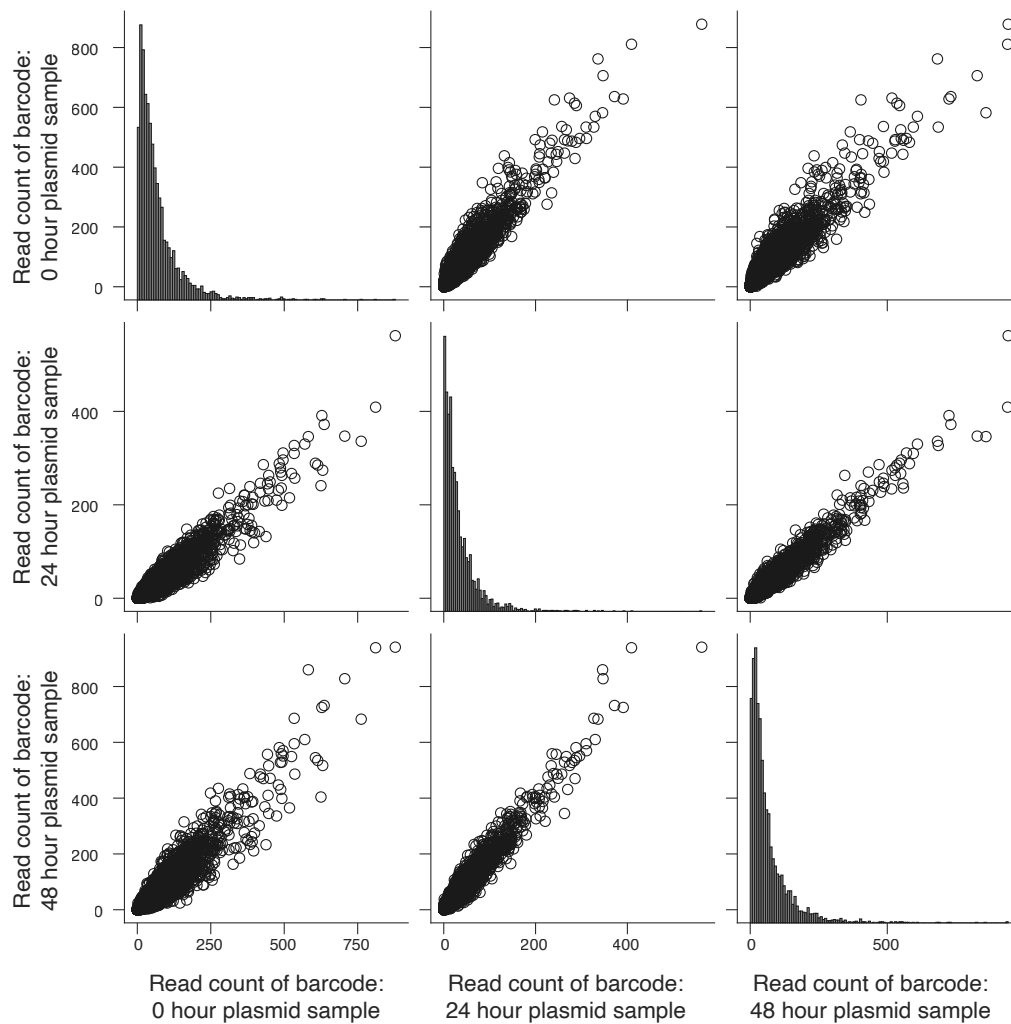 Read count of barcode:
0 hour plasmid sample
800
600
400
200
0
Read count of barcode:
24 hour plasmid sample
400
200
0
Read count of barcode:
48 hour plasmid sample
800
600
400
200
0
0 250 500 750
0 200 400
0 500
Read count of barcode:
0 hour plasmid sample
Read count of barcode:
24 hour plasmid sample
Read count of barcode:
48 hour plasmid sample